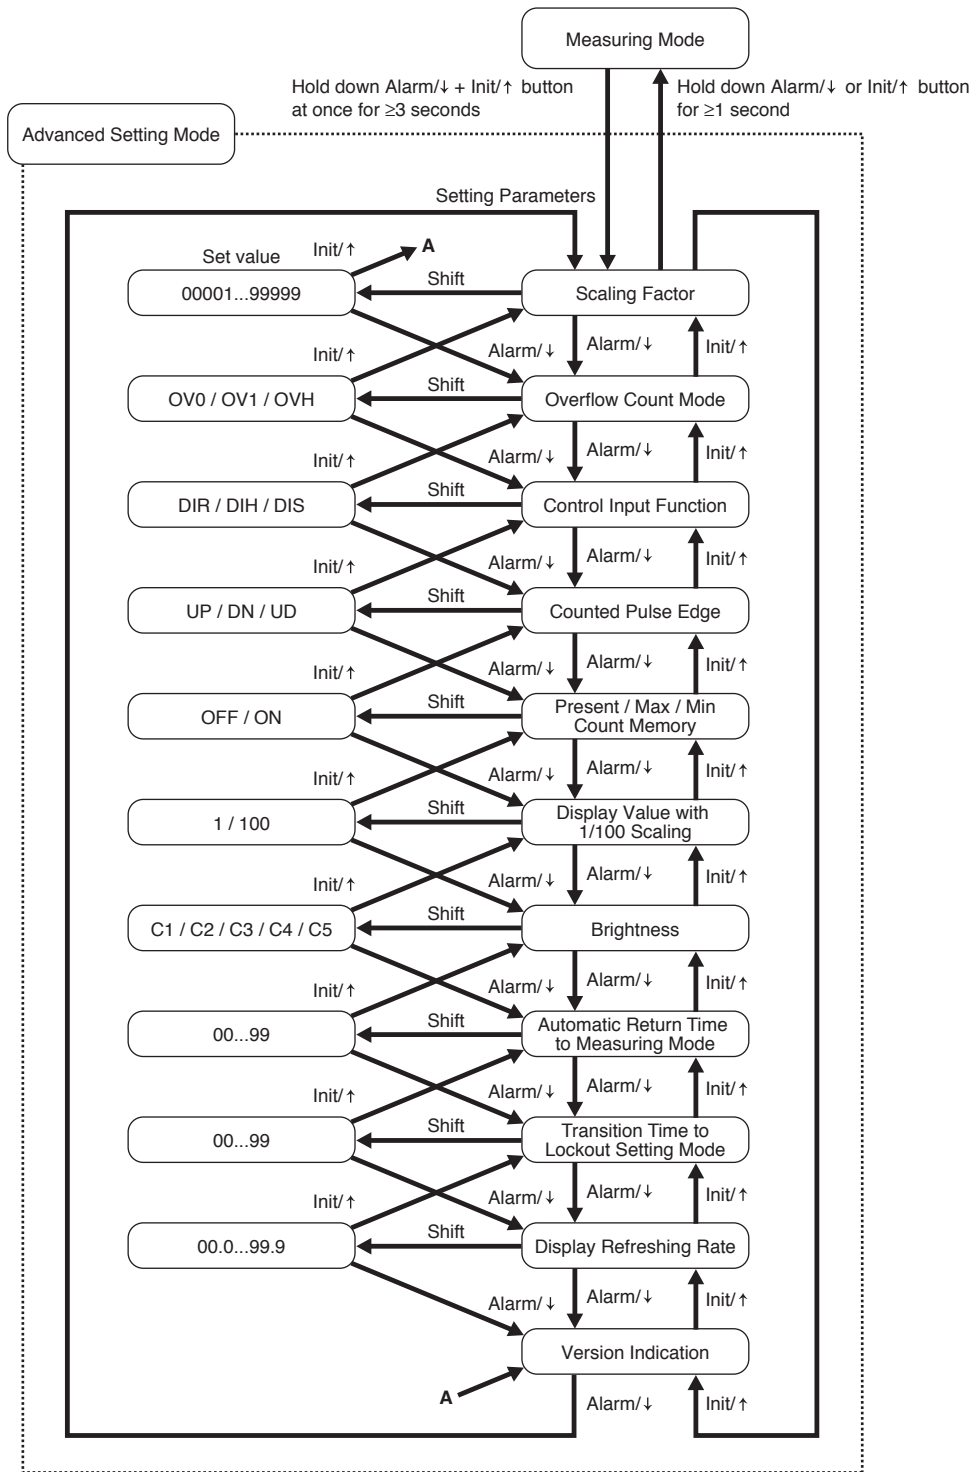 Measuring Mode
Hold down Alarm/↓ + Init/↑ button
at once for ≥3 seconds
Hold down Alarm/↓ or Init/↑ button
for ≥1 second
Advanced Setting Mode
Setting Parameters
Set value
Init/↑
A
00001...99999
Shift
Scaling Factor
Init/↑
Alarm/↓
Alarm/↓
Init/↑
OV0 / OV1 / OVH
Shift
Overflow Count Mode
Init/↑
Alarm/↓
Alarm/↓
Init/↑
DIR / DIH / DIS
Shift
Control Input Function
Init/↑
Alarm/↓
Alarm/↓
Init/↑
UP / DN / UD
Shift
Counted Pulse Edge
Init/↑
Alarm/↓
Alarm/↓
Init/↑
OFF / ON
Shift
Present / Max / Min
Count Memory
Init/↑
Alarm/↓
Alarm/↓
Init/↑
1 / 100
Shift
Display Value with
1/100 Scaling
Init/↑
Alarm/↓
Alarm/↓
Init/↑
C1 / C2 / C3 / C4 / C5
Shift
Brightness
Init/↑
Alarm/↓
Alarm/↓
Init/↑
00...99
Shift
Automatic Return Time
to Measuring Mode
Init/↑
Alarm/↓
Alarm/↓
Init/↑
00...99
Shift
Transition Time to
Lockout Setting Mode
Init/↑
Alarm/↓
Alarm/↓
Init/↑
00.0...99.9
Shift
Display Refreshing Rate
Alarm/↓
Alarm/↓
Init/↑
Version Indication
A
Alarm/↓
Init/↑